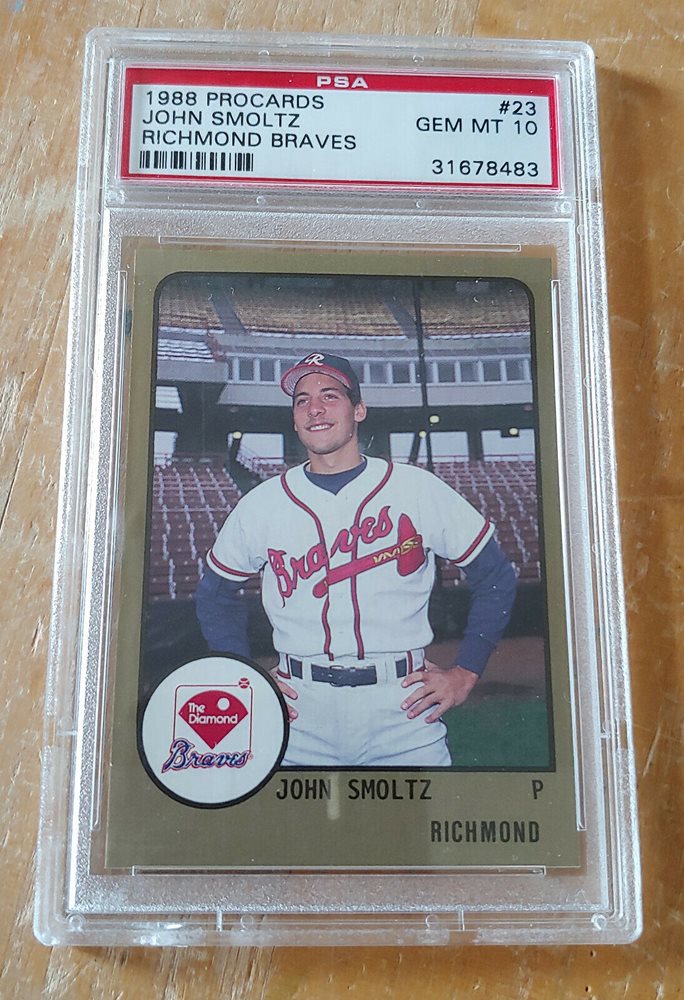 PSA
1988 PROCARDS #23
JOHN SMOLTZ GEM MT 10
RICHMOND BRAVES
31678483
R
Braves
The
Diamond
Braves
JOHN SMOLTZ P
RICHMOND